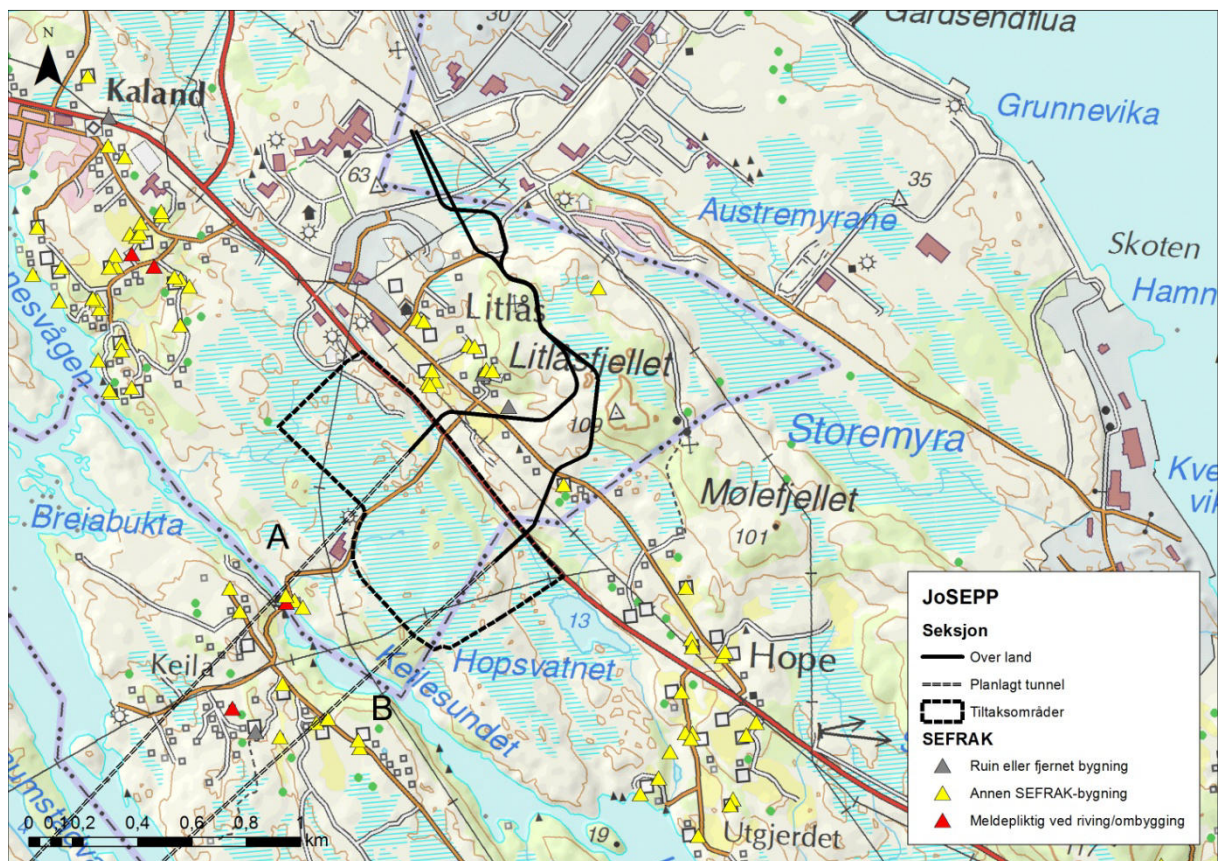 30
Gardsendflua
N
Kaland
Grunnevika
63
35
Austremyrane
Skoten
Hamn
Litlås
Litlåsfjellet
109
Storemyra
Breiabukta
Mølefjellet
101
A
13
Hopsvatnet
Keila
Keilesundet
Hope
B
Utgjerdet
19
0 0,1 0,2 0,4 0,6 0,8 1
km
JoSEPP
Seksjon
Over land
Planlagt tunnel
Tiltaksområder
SEFRAK
Ruin eller fjernet bygning
Annen SEFRAK-bygning
Meldepliktig ved riving/ombygging
117